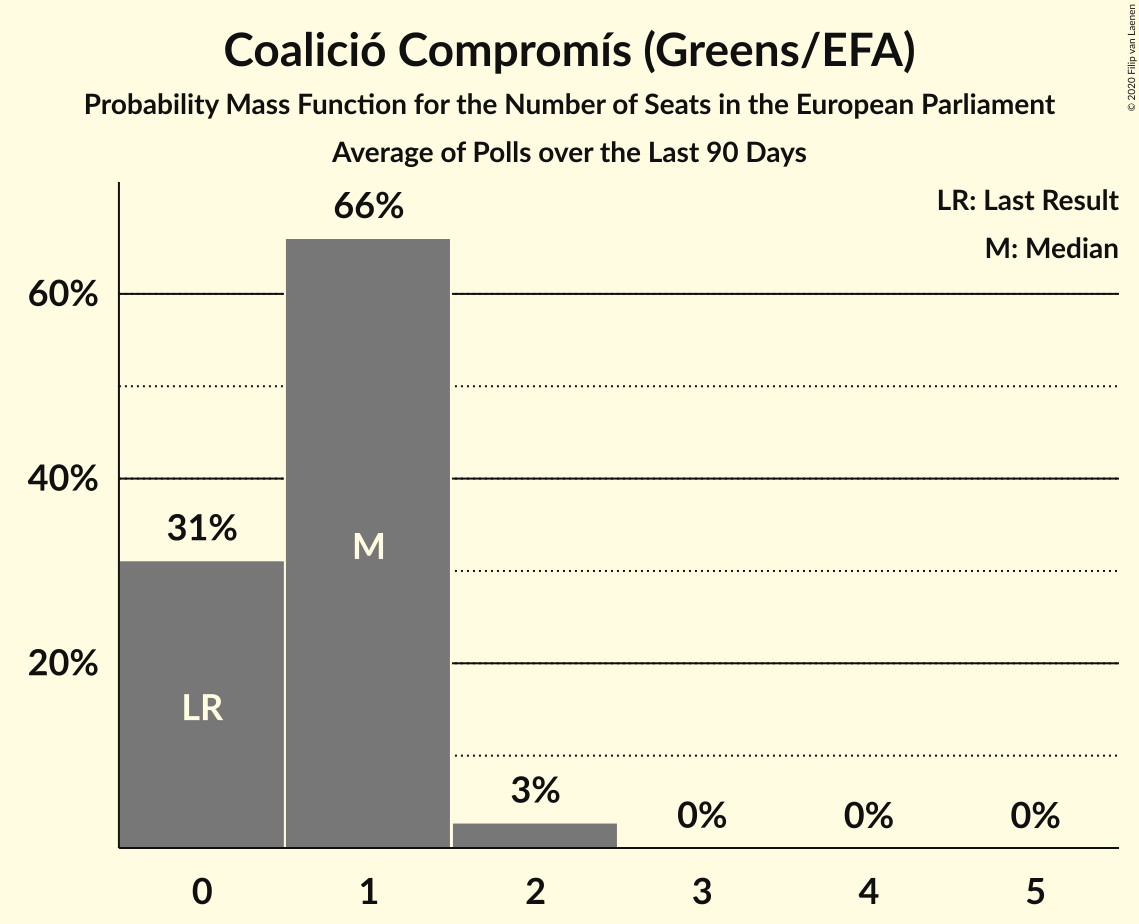 Coalició Compromís (Greens/EFA)
Probability Mass Function for the Number of Seats in the European Parliament
Average of Polls over the Last 90 Days
© 2020 Filip van Laenen
LR: Last Result
M: Median
66%
60%
40%
31%
M
20%
LR
3%
0%
0%
0%
0
1
2
3
4
5